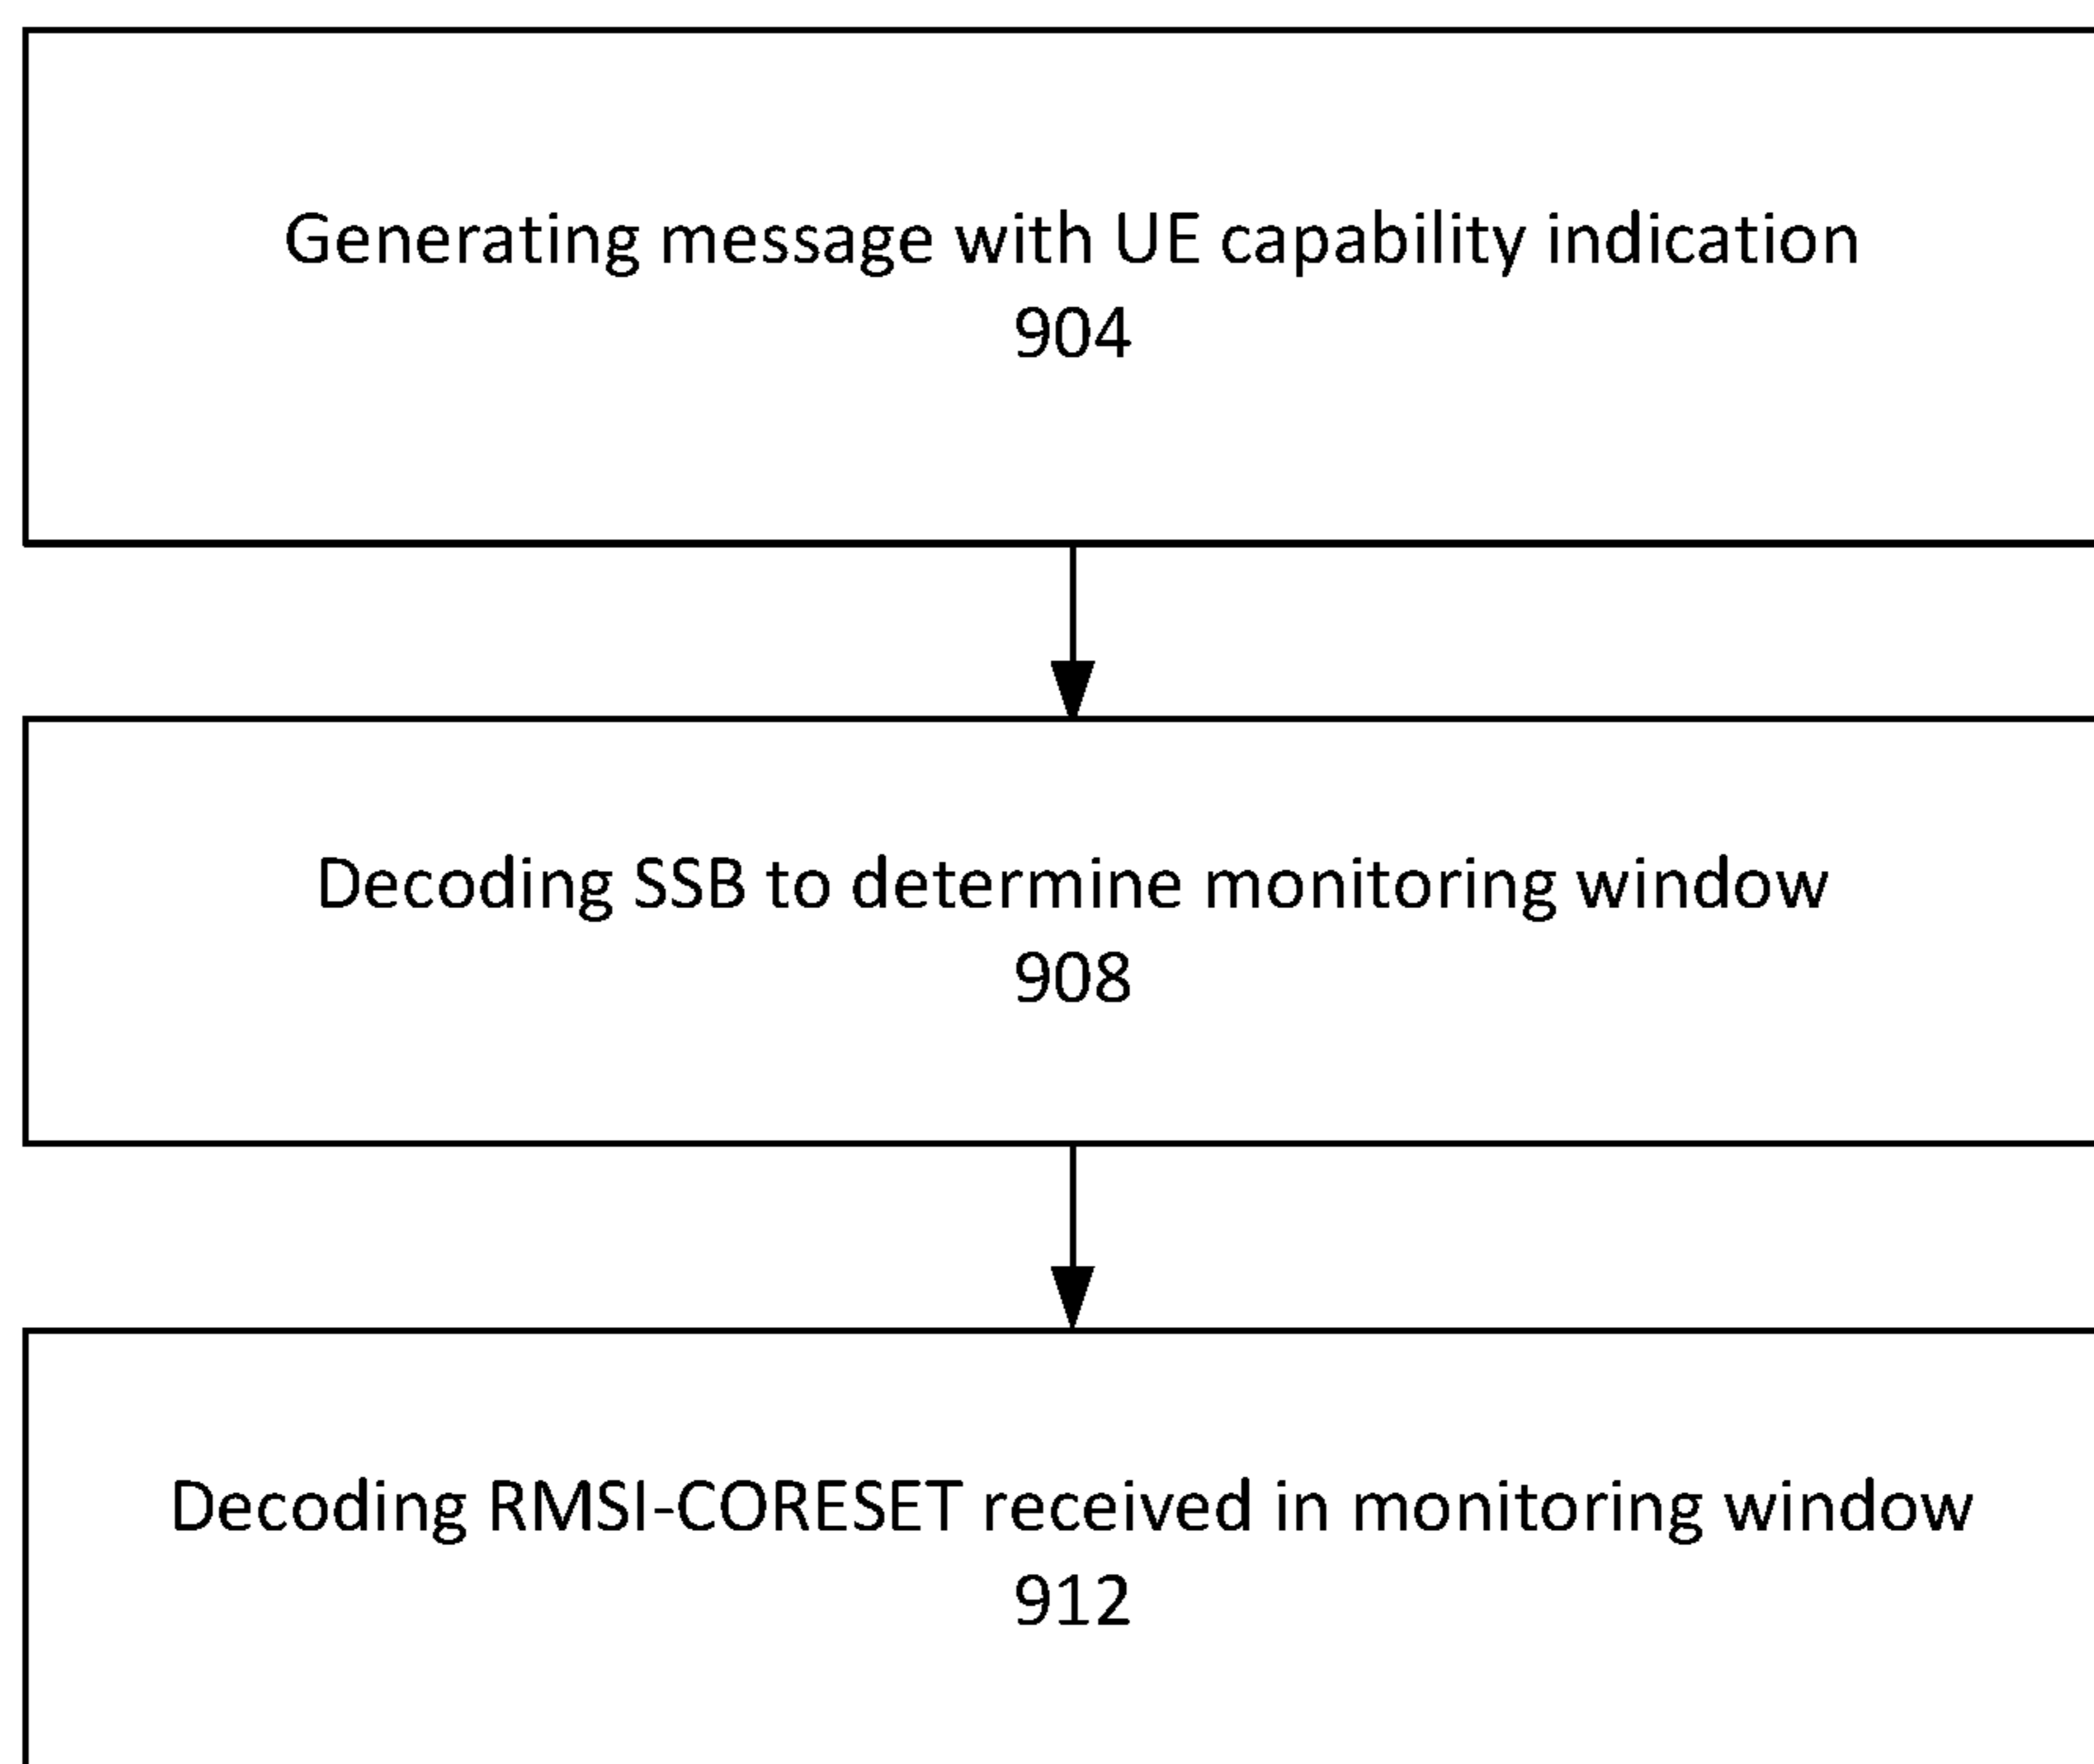 Generating message with UE capability indication
904
Decoding SSB to determine monitoring window
908
Decoding RMSI-CORESET received in monitoring window
912